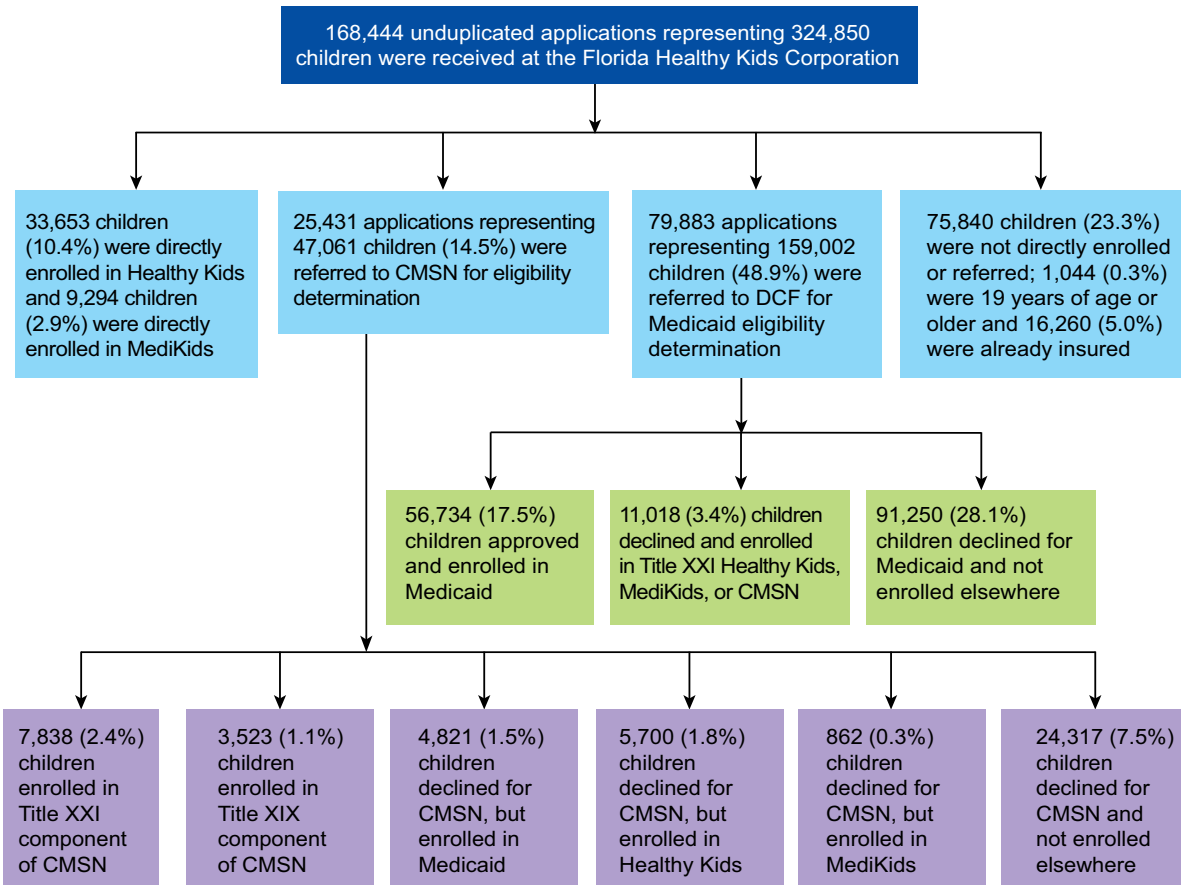 168,444 unduplicated applications representing 324,850
children were received at the Florida Healthy Kids Corporation
33,653 children
(10.4%) were directly
enrolled in Healthy Kids
and 9,294 children
(2.9%) were directly
enrolled in MediKids
25,431 applications representing
47,061 children (14.5%) were
referred to CMSN for eligibility
determination
79,883 applications
representing 159,002
children (48.9%) were
referred to DCF for
Medicaid eligibility
determination
75,840 children (23.3%)
were not directly enrolled
or referred; 1,044 (0.3%)
were 19 years of age or
older and 16,260 (5.0%)
were already insured
56,734 (17.5%)
children approved
and enrolled in
Medicaid
11,018 (3.4%) children
declined and enrolled
in Title XXI Healthy Kids,
MediKids, or CMSN
91,250 (28.1%)
children declined for
Medicaid and not
enrolled elsewhere
7,838 (2.4%)
children
enrolled in
Title XXI
component
of CMSN
3,523 (1.1%)
children
enrolled in
Title XIX
component
of CMSN
4,821 (1.5%)
children
declined for
CMSN, but
enrolled in
Medicaid
5,700 (1.8%)
children
declined for
CMSN, but
enrolled in
Healthy Kids
862 (0.3%)
children
declined for
CMSN, but
enrolled in
MediKids
24,317 (7.5%)
children
declined for
CMSN and
not enrolled
elsewhere